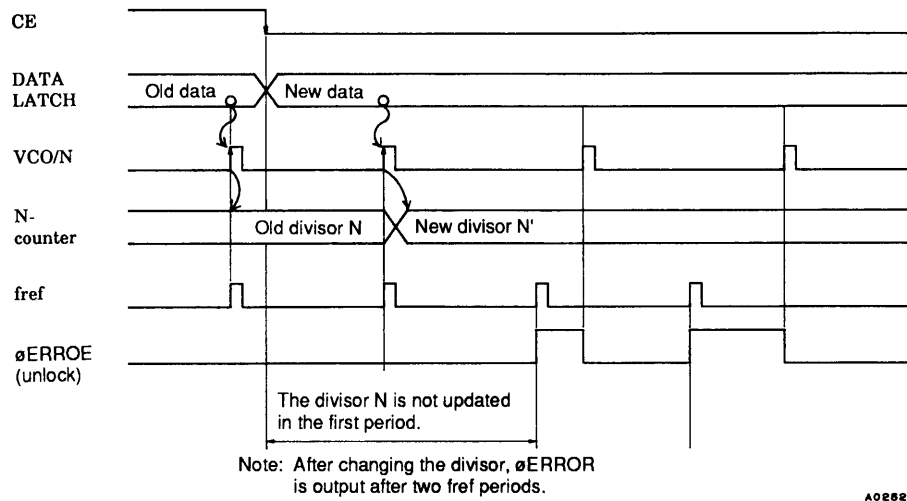 CE
DATA
LATCH
Old data
New data
VCO/N
N-
counter
Old divisor N
New divisor N'
fref
øERROE
(unlock)
The divisor N is not updated
in the first period.
Note: After changing the divisor, øERROR
is output after two fref periods.
A0262